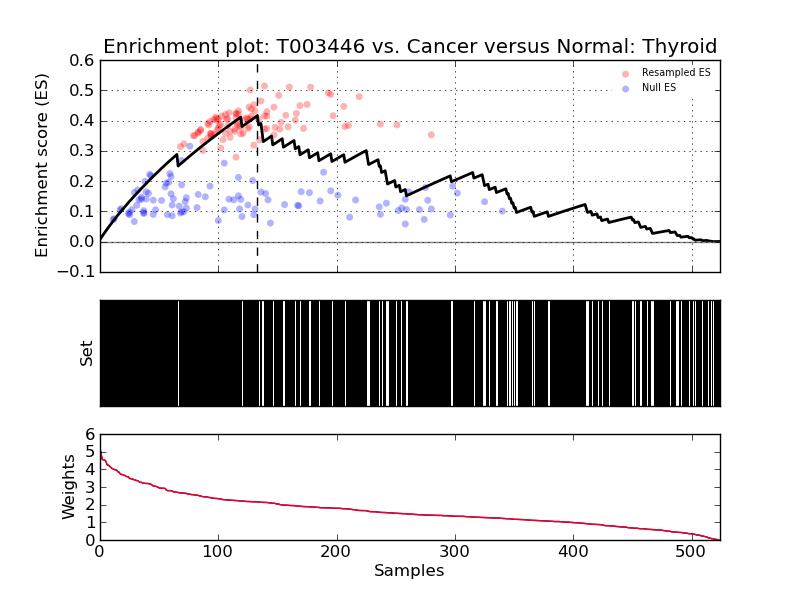 Enrichment plot: T003446 vs. Cancer versus Normal: Thyroid
Enrichment score (ES)
0.6
0.5
0.4
0.3
0.2
0.1
0.0
−0.1
Resampled ES
Null ES
Set
Weights
6
5
4
3
2
1
0
0 100 200 300 400 500
Samples